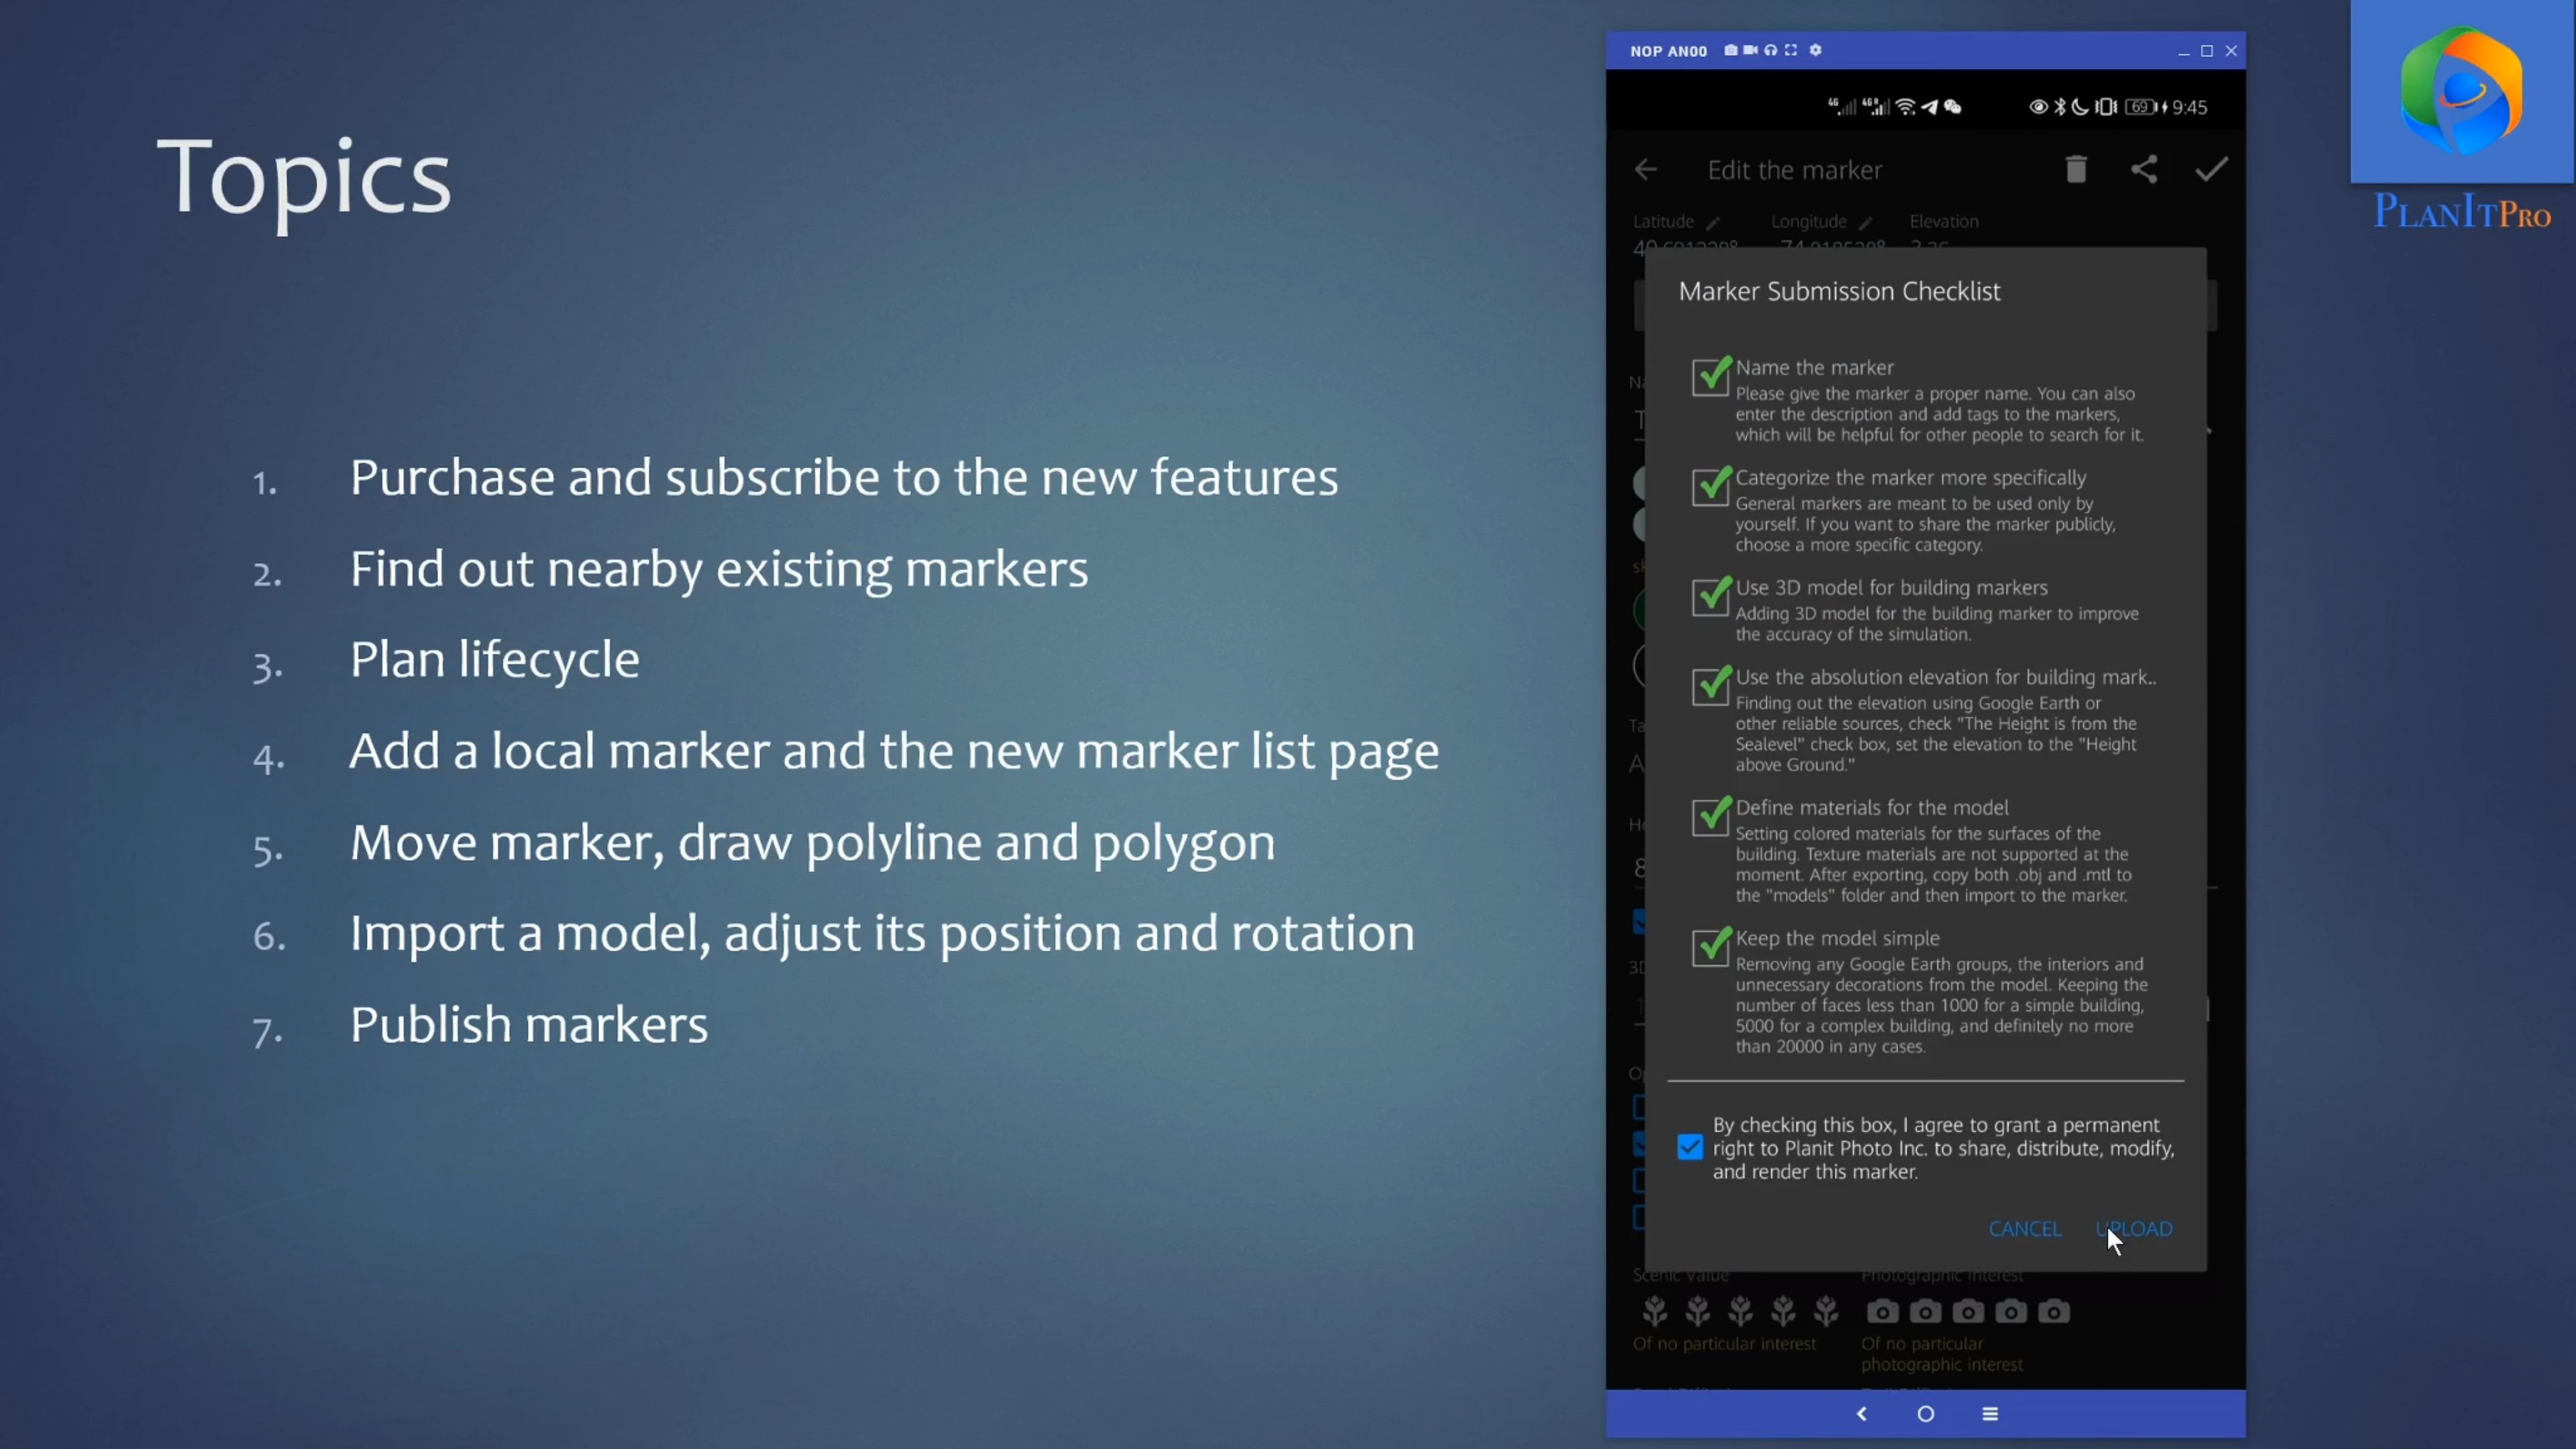 Topics
1. Purchase and subscribe to the new features
2. Find out nearby existing markers
3. Plan lifecycle
4. Add a local marker and the new marker list page
5. Move marker, draw polyline and polygon
6. Import a model, adjust its position and rotation
7. Publish markers
NOP AN00
4G 4G 69 9:45
Edit the marker
Latitude Longitude Elevation
Marker Submission Checklist
Name the marker
Please give the marker a proper name. You can also
enter the description and add tags to the markers,
which will be helpful for other people to search for it.
Categorize the marker more specifically
General markers are meant to be used only by
yourself. If you want to share the marker publicly,
choose a more specific category.
Use 3D model for building markers
Adding 3D model for the building marker to improve
the accuracy of the simulation.
Use the absolution elevation for building mark..
Finding out the elevation using Google Earth or
other reliable sources, check "The Height is from the
Sealevel" check box, set the elevation to the "Height
above Ground."
Define materials for the model
Setting colored materials for the surfaces of the
building. Texture materials are not supported at the
moment. After exporting, copy both .obj and .mtl to
the "models" folder and then import to the marker.
Keep the model simple
Removing any Google Earth groups, the interiors and
unnecessary decorations from the model. Keeping the
number of faces less than 1000 for a simple building,
5000 for a complex building, and definitely no more
than 20000 in any cases.
By checking this box, I agree to grant a permanent
right to Planit Photo Inc. to share, distribute, modify,
and render this marker.
CANCEL UPLOAD
Scenic Value Photographic Interest
Of no particular interest Of no particular
photographic interest
PLANITPRO